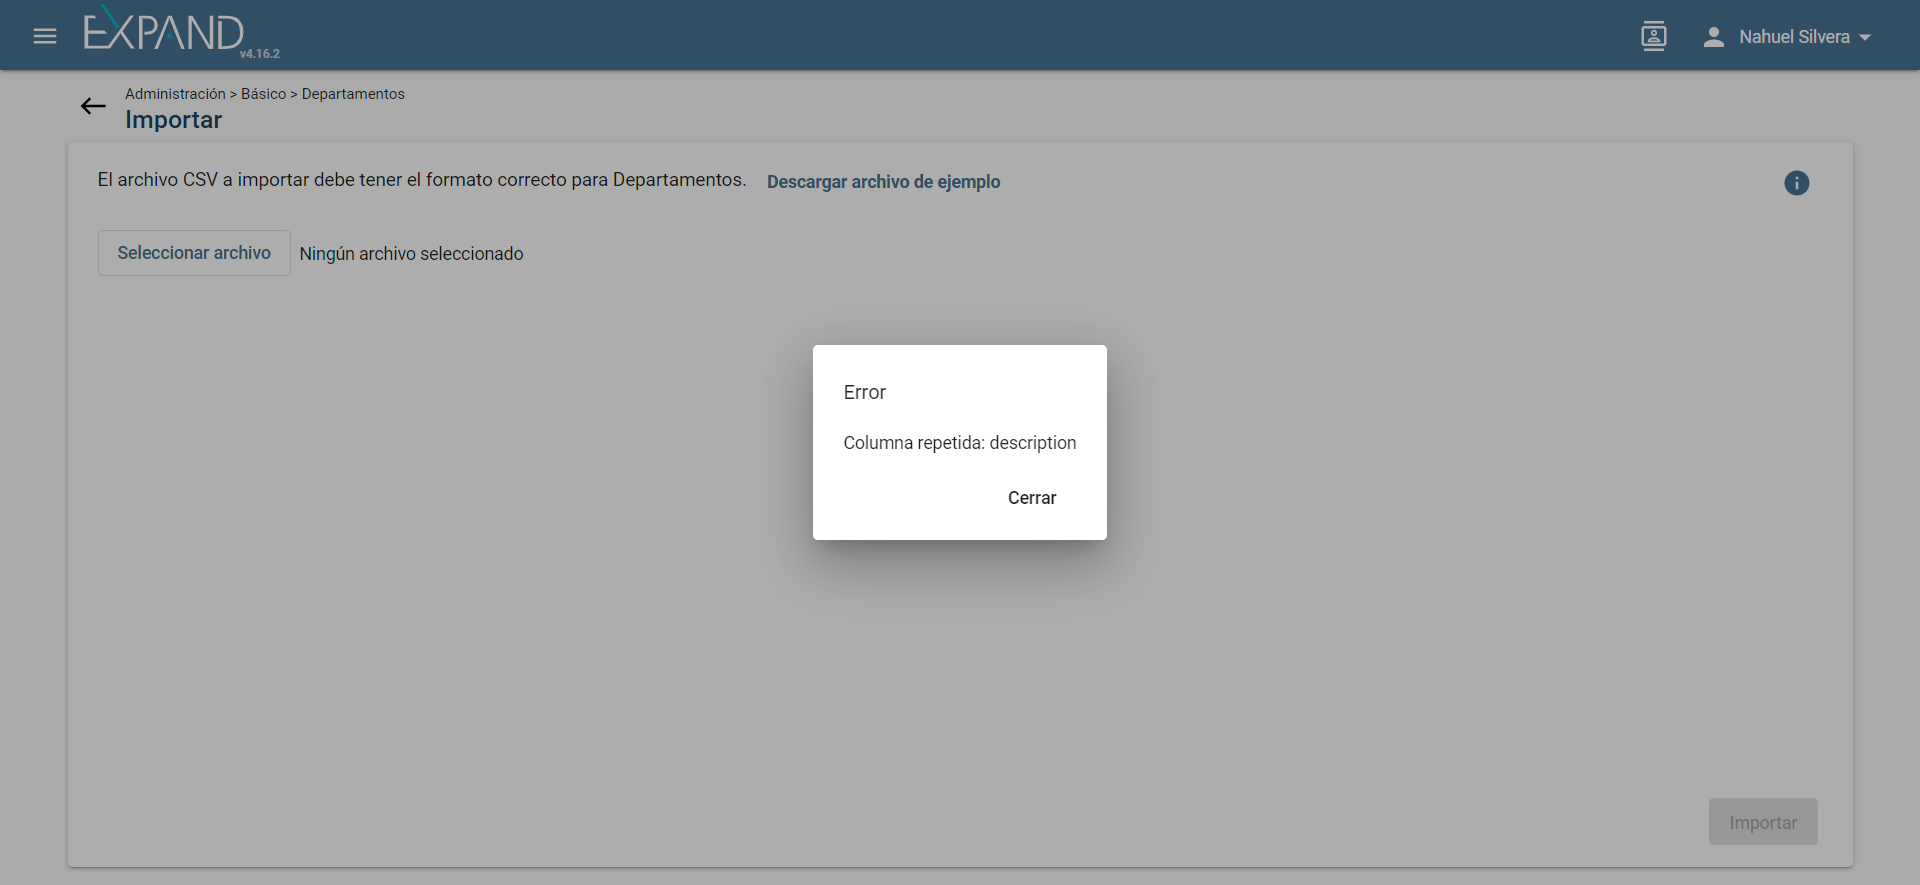 EXPAND
v4.16.2
Nahuel Silvera
Administración > Básico > Departamentos
Importar
El archivo CSV a importar debe tener el formato correcto para Departamentos. Descargar archivo de ejemplo
Seleccionar archivo Ningún archivo seleccionado
Error
Columna repetida: description
Cerrar
Importar